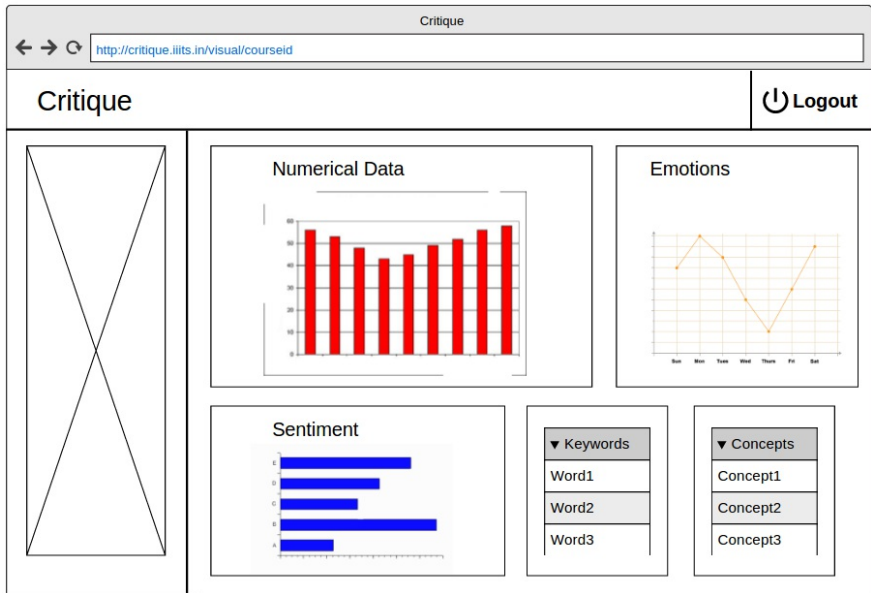 Critique
http://critique.iiits.in/visual/courseid
Critique
Logout
Numerical Data
60
50
40
30
20
10
0
Emotions
Sun Mon Tues Wed Thurs Fri Sat
Sentiment
E
D
C
B
A
▼ Keywords
Word1
Word2
Word3
▼ Concepts
Concept1
Concept2
Concept3